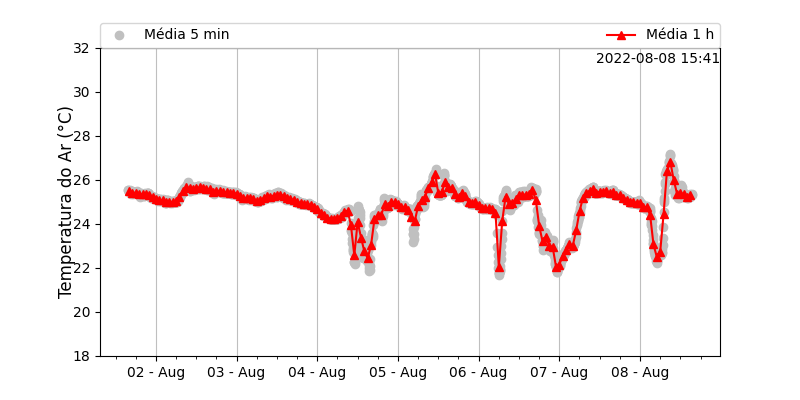 Média 5 min
Média 1 h
2022-08-08 15:41
Temperatura do Ar (°C)
32
30
28
26
24
22
20
18
02 - Aug
03 - Aug
04 - Aug
05 - Aug
06 - Aug
07 - Aug
08 - Aug